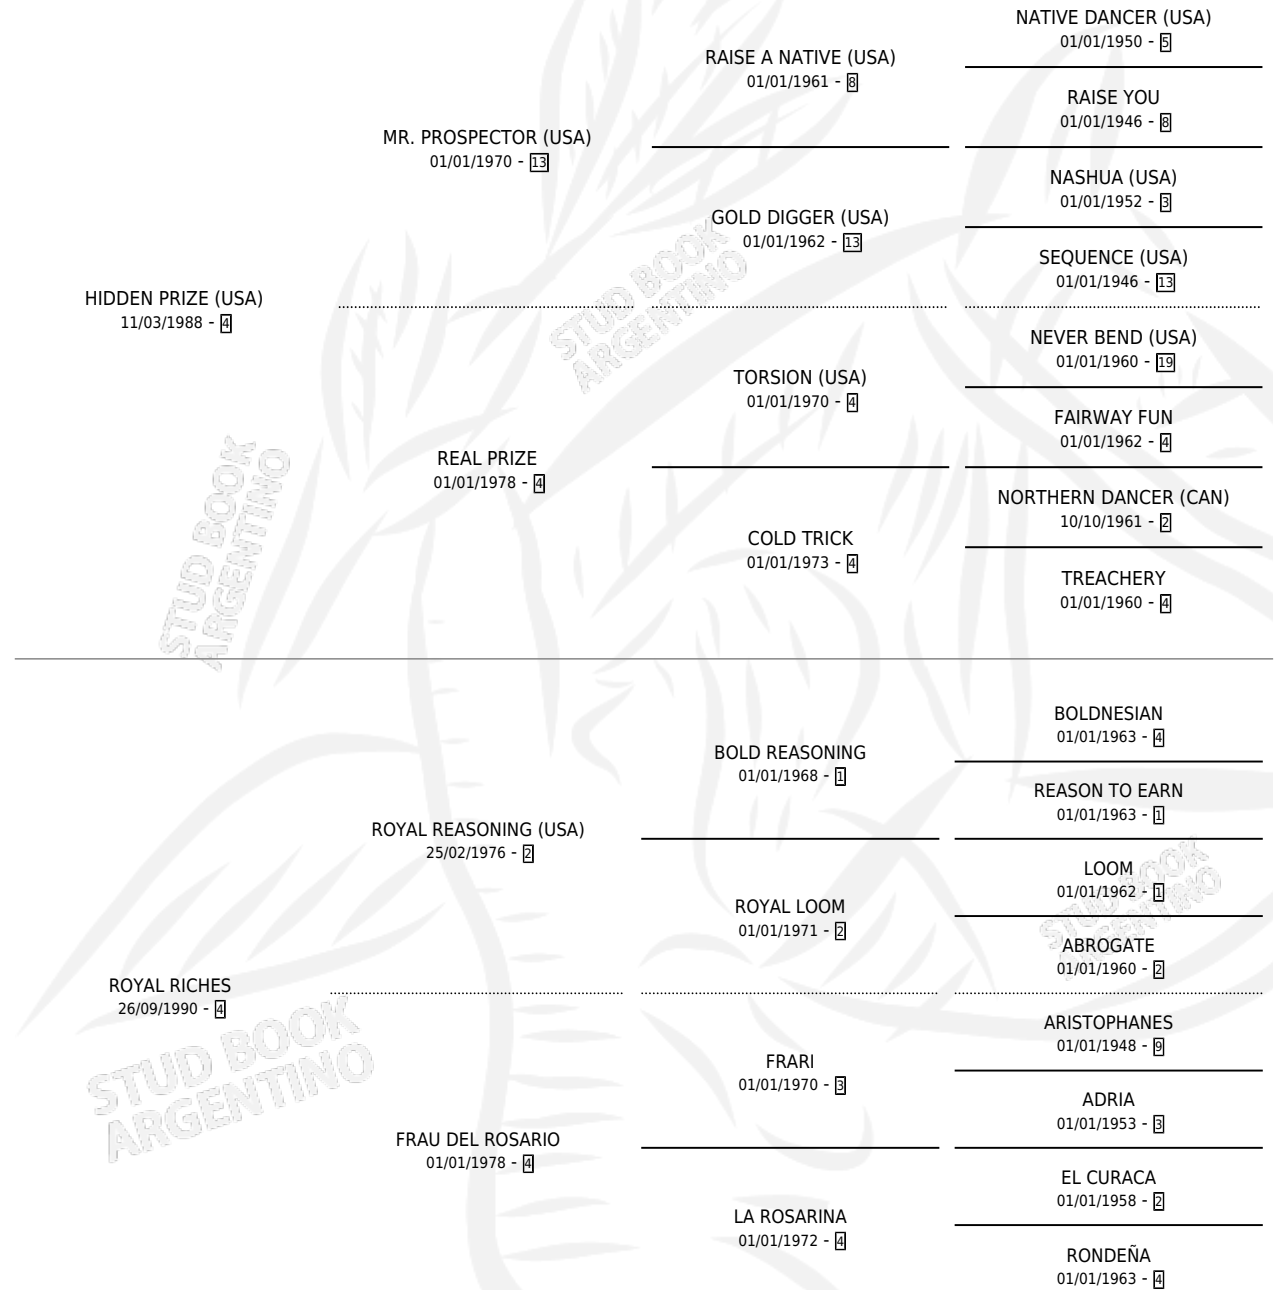 NATIVE DANCER (USA)
01/01/1950 - 5
RAISE A NATIVE (USA)
01/01/1961 - 8
RAISE YOU
01/01/1946 - 8
MR. PROSPECTOR (USA)
01/01/1970 - 13
NASHUA (USA)
01/01/1952 - 3
GOLD DIGGER (USA)
01/01/1962 - 13
SEQUENCE (USA)
01/01/1946 - 13
HIDDEN PRIZE (USA)
11/03/1988 - 4
NEVER BEND (USA)
01/01/1960 - 19
TORSION (USA)
01/01/1970 - 4
FAIRWAY FUN
01/01/1962 - 4
REAL PRIZE
01/01/1978 - 4
NORTHERN DANCER (CAN)
10/10/1961 - 2
COLD TRICK
01/01/1973 - 4
TREACHERY
01/01/1960 - 4
BOLDNESIAN
01/01/1963 - 4
BOLD REASONING
01/01/1968 - 1
REASON TO EARN
01/01/1963 - 1
ROYAL REASONING (USA)
25/02/1976 - 2
LOOM
01/01/1962 - 1
ROYAL LOOM
01/01/1971 - 2
ABROGATE
01/01/1960 - 2
ROYAL RICHES
26/09/1990 - 4
ARISTOPHANES
01/01/1948 - 9
FRARI
01/01/1970 - 3
ADRIA
01/01/1953 - 3
FRAU DEL ROSARIO
01/01/1978 - 4
EL CURACA
01/01/1958 - 2
LA ROSARINA
01/01/1972 - 4
RONDEÑA
01/01/1963 - 4
STUD BOOK
ARGENTINO
STUD BOOK
ARGENTINO
STUD BOOK
ARGENTINO
STUD BOOK
ARGENTINO